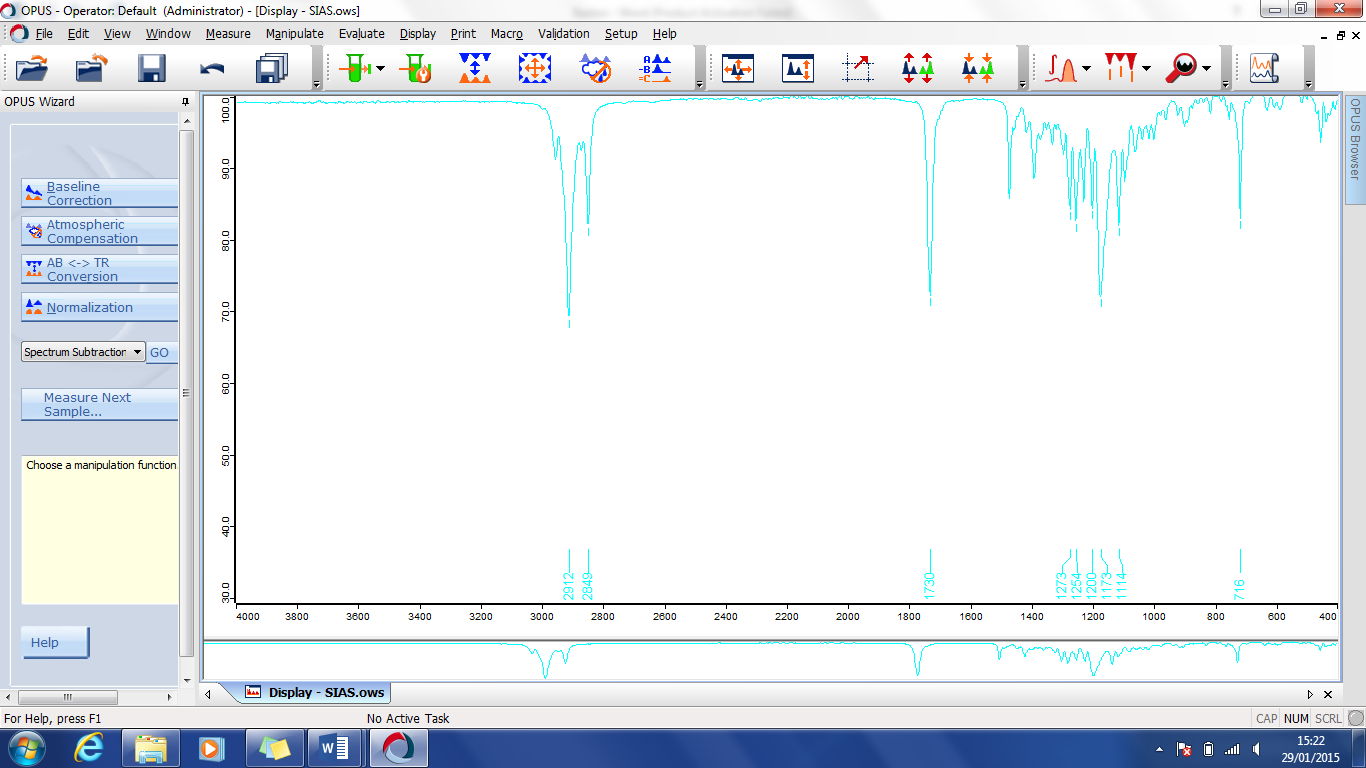 OPUS - Operator: Default (Administrator) - [Display - SIAS.ows]
File Edit View Window Measure Manipulate Evaluate Display Print Macro Validation Setup Help
OPUS Wizard
Baseline
Correction
Atmospheric
Compensation
AB <-> TR
Conversion
Normalization
Spectrum Subtraction GO
Measure Next
Sample...
Choose a manipulation function
Help
100.0
90.0
80.0
70.0
60.0
50.0
40.0
30.0
2912 2849 1730 1273 1254 1200 1173 1114 716
4000 3800 3600 3400 3200 3000 2800 2600 2400 2200 2000 1800 1600 1400 1200 1000 800 600 400
OPUS Browser
Display - SIAS.ows
For Help, press F1 No Active Task CAP NUM SCRL
15:22
29/01/2015